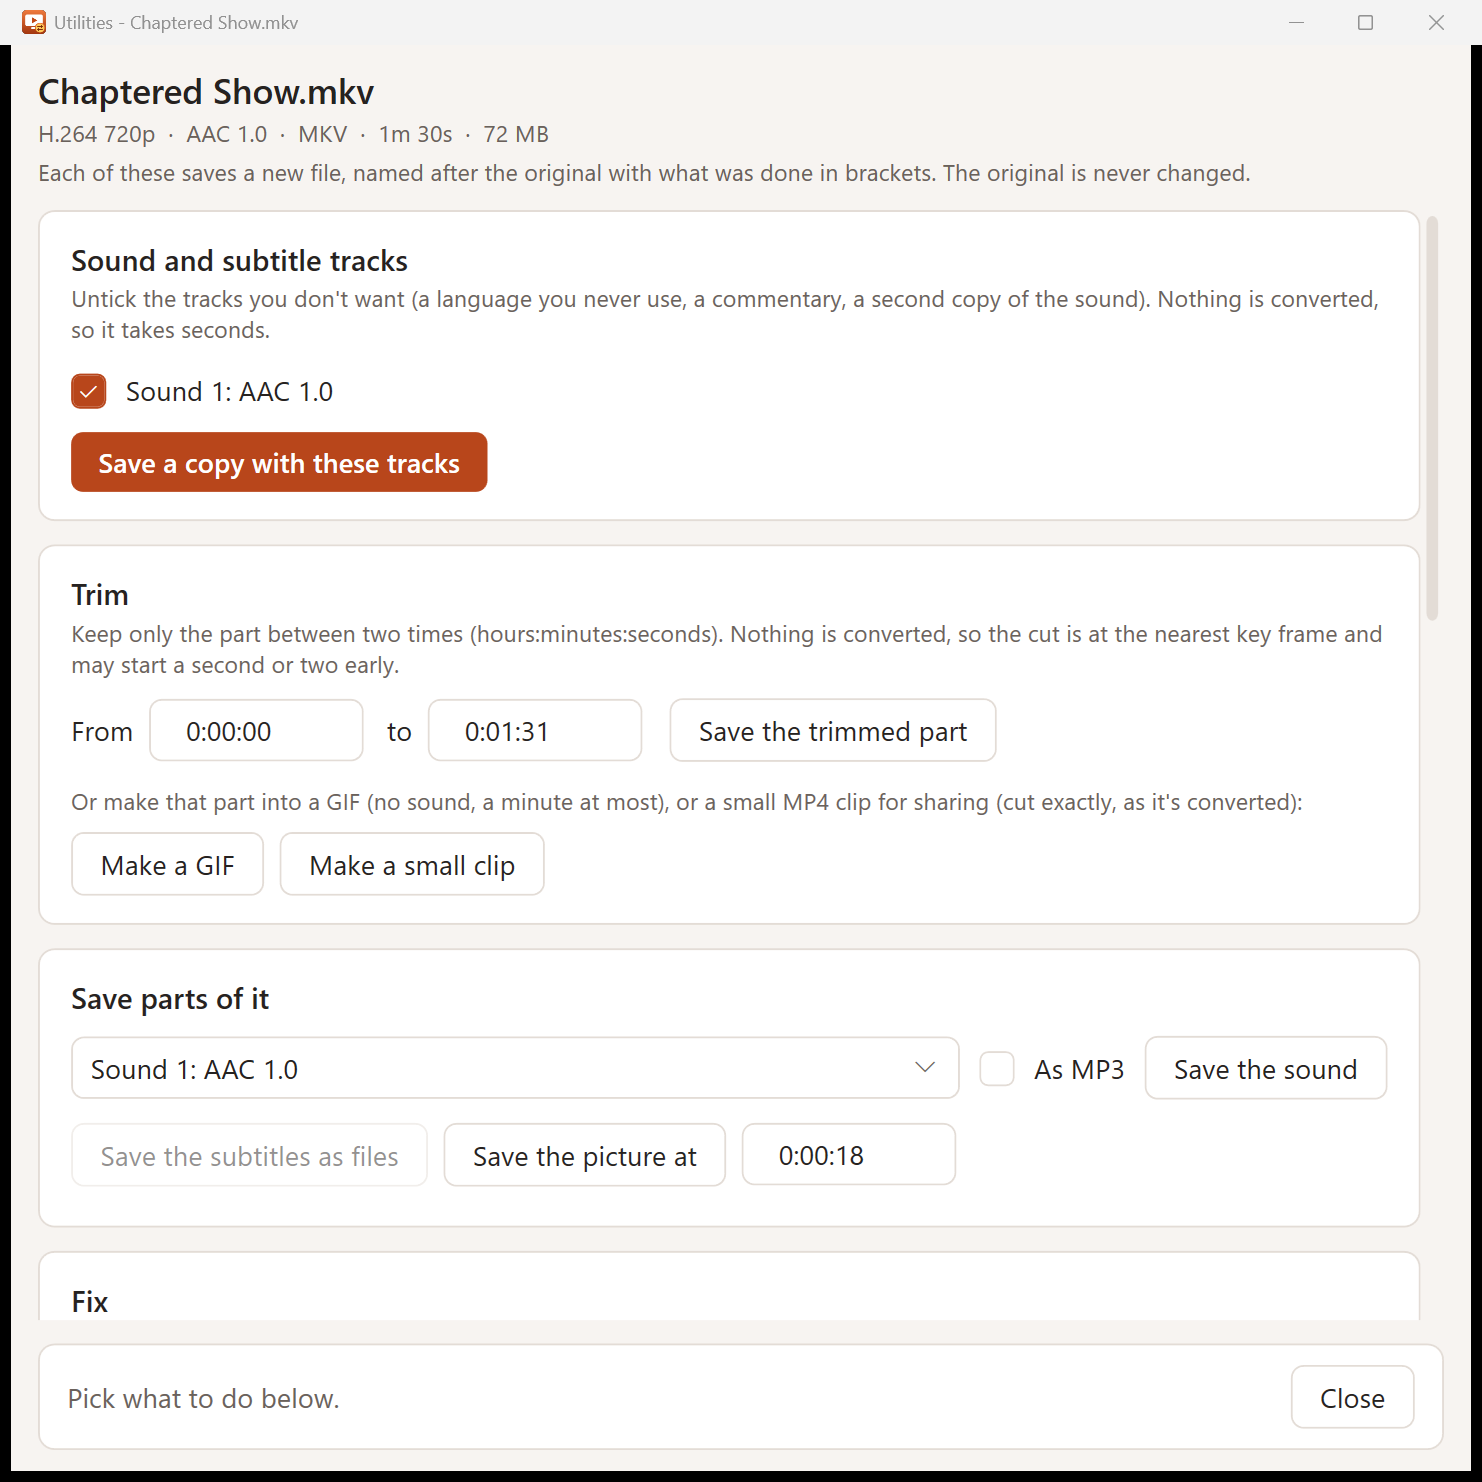 Utilities - Chaptered Show.mkv
Chaptered Show.mkv
H.264 720p · AAC 1.0 · MKV · 1m 30s · 72 MB
Each of these saves a new file, named after the original with what was done in brackets. The original is never changed.
Sound and subtitle tracks
Untick the tracks you don't want (a language you never use, a commentary, a second copy of the sound). Nothing is converted,
so it takes seconds.
Sound 1: AAC 1.0
Save a copy with these tracks
Trim
Keep only the part between two times (hours:minutes:seconds). Nothing is converted, so the cut is at the nearest key frame and
may start a second or two early.
From 0:00:00 to 0:01:31 Save the trimmed part
Or make that part into a GIF (no sound, a minute at most), or a small MP4 clip for sharing (cut exactly, as it's converted):
Make a GIF Make a small clip
Save parts of it
Sound 1: AAC 1.0 As MP3 Save the sound
Save the subtitles as files Save the picture at 0:00:18
Fix
Pick what to do below. Close